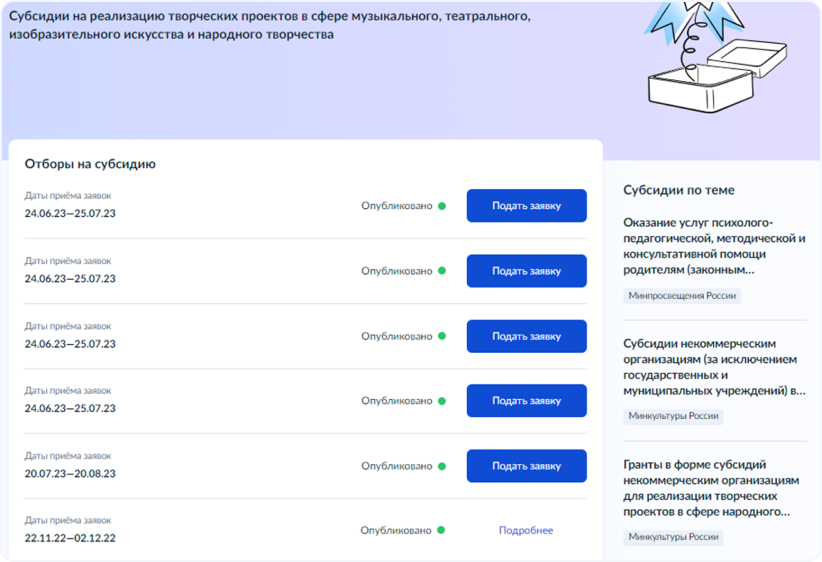 Субсидии на реализацию творческих проектов в сфере музыкального, театрального,
изобразительного искусства и народного творчества
Отборы на субсидию
Даты приёма заявок
24.06.23—25.07.23
Опубликовано
Подать заявку
Даты приёма заявок
24.06.23—25.07.23
Опубликовано
Подать заявку
Даты приёма заявок
24.06.23—25.07.23
Опубликовано
Подать заявку
Даты приёма заявок
24.06.23—25.07.23
Опубликовано
Подать заявку
Даты приёма заявок
20.07.23—20.08.23
Опубликовано
Подать заявку
Даты приёма заявок
22.11.22—02.12.22
Опубликовано
Подробнее
Субсидии по теме
Оказание услуг психолого-
педагогической, методической и
консультативной помощи
родителям (законным...
Минпросвещения России
Субсидии некоммерческим
организациям (за исключением
государственных и
муниципальных учреждений) в...
Минкультуры России
Гранты в форме субсидий
некоммерческим организациям
для реализации творческих
проектов в сфере народного...
Минкультуры России